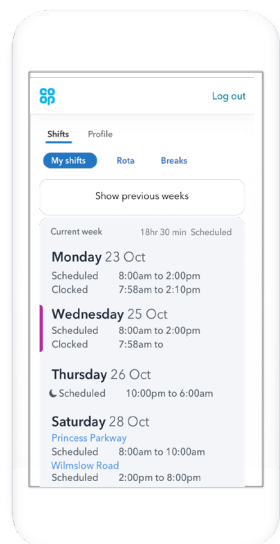 co
op
Log out
Shifts Profile
My shifts Rota Breaks
Show previous weeks
Current week 18hr 30 min Scheduled
Monday 23 Oct
Scheduled 8:00am to 2:00pm
Clocked 7:58am to 2:10pm
Wednesday 25 Oct
Scheduled 8:00am to 2:00pm
Clocked 7:58am to
Thursday 26 Oct
Scheduled 10:00pm to 6:00am
Saturday 28 Oct
Princess Parkway
Scheduled 8:00am to 10:00am
Wilmslow Road
Scheduled 2:00pm to 8:00pm